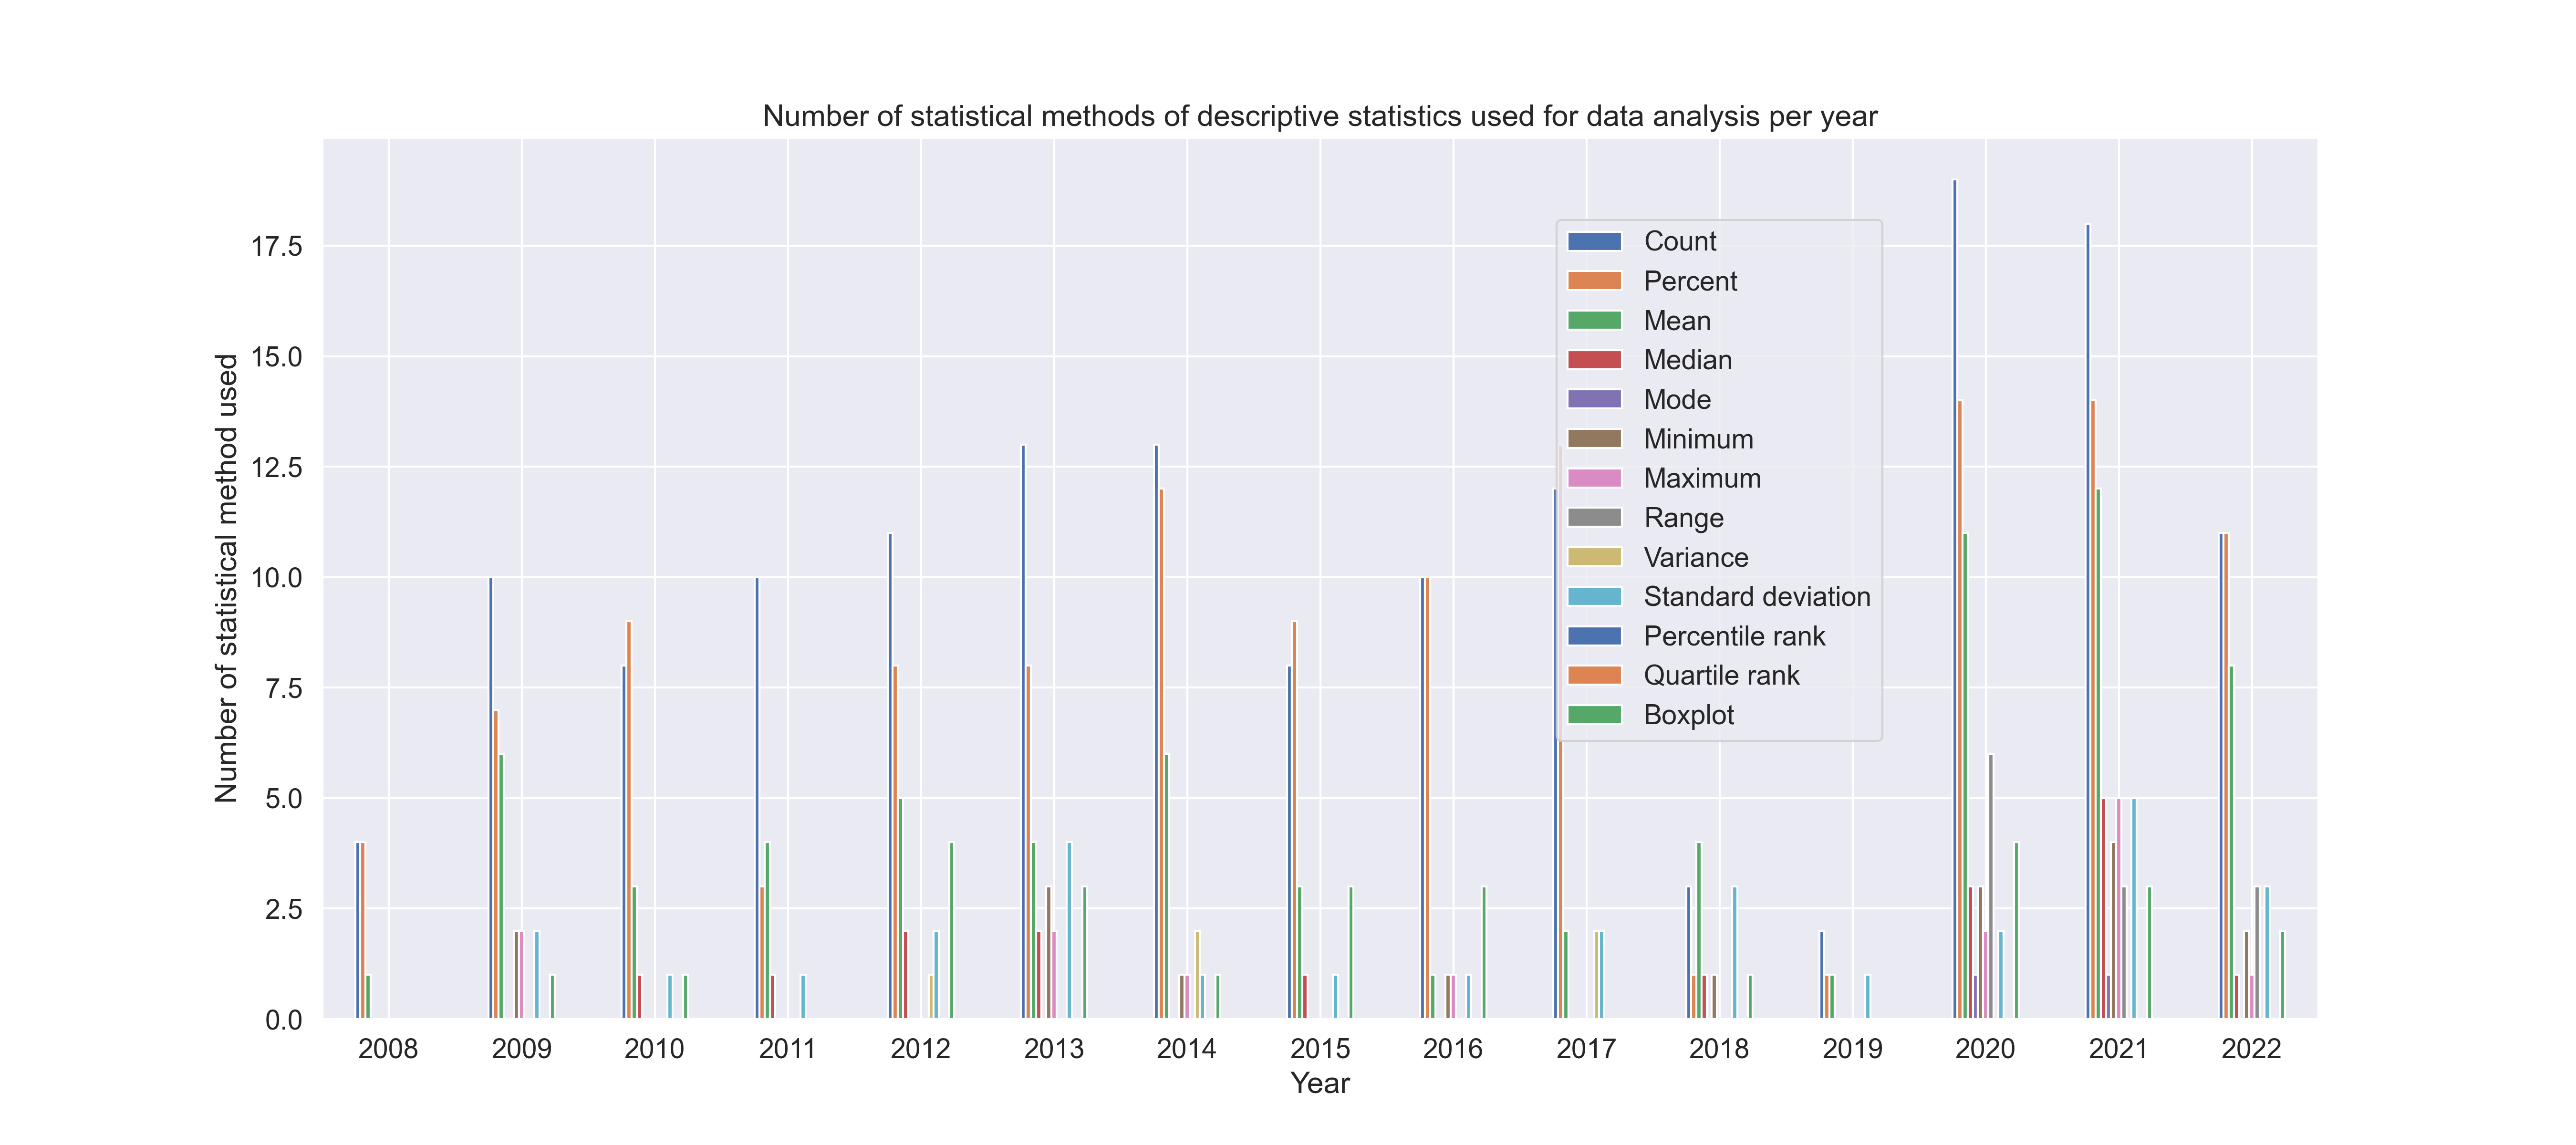 Number of statistical methods of descriptive statistics used for data analysis per year
Number of statistical method used
17.5
15.0
12.5
10.0
7.5
5.0
2.5
0.0
Count
Percent
Mean
Median
Mode
Minimum
Maximum
Range
Variance
Standard deviation
Percentile rank
Quartile rank
Boxplot
2008 2009 2010 2011 2012 2013 2014 2015 2016 2017 2018 2019 2020 2021 2022
Year